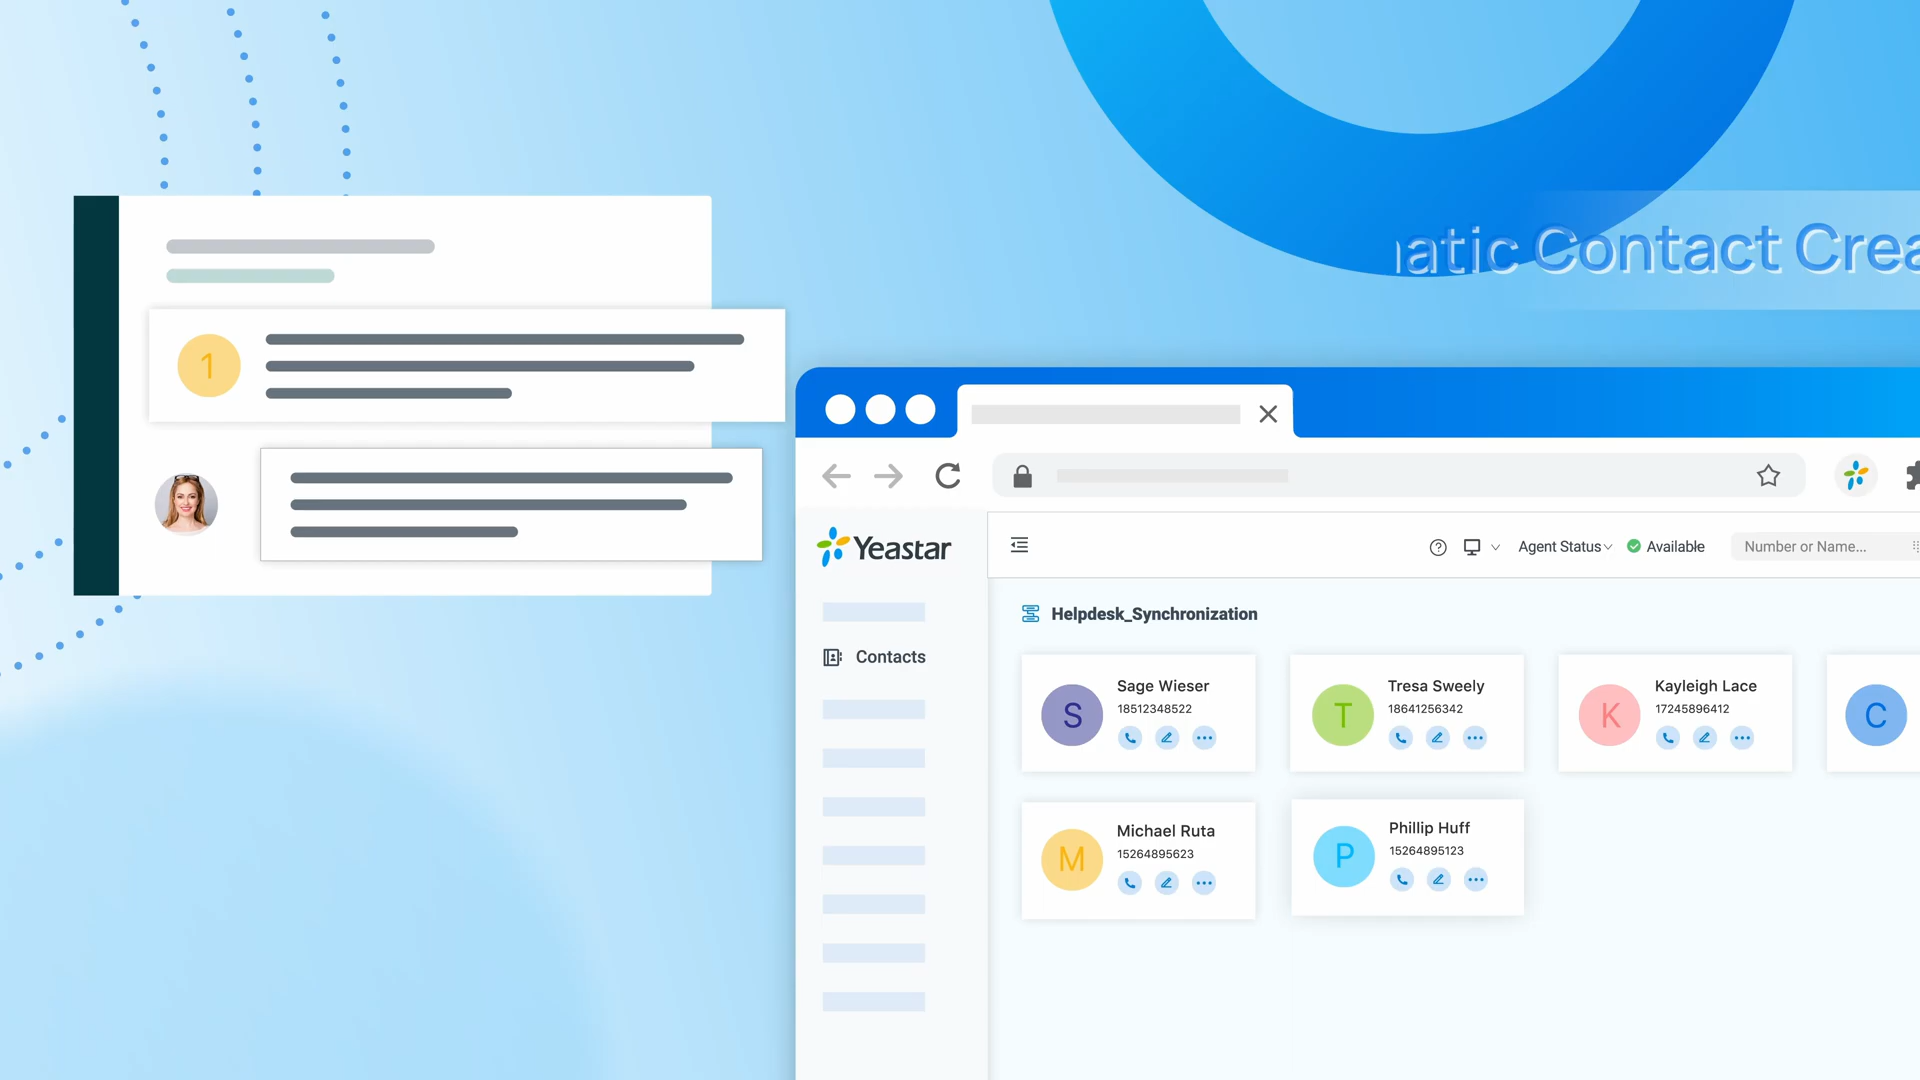 atic Contact Crea
1
Yeastar
Agent Status
Available
Number or Name...
Helpdesk_Synchronization
Contacts
S
Sage Wieser
18512348522
T
Tresa Sweely
18641256342
K
Kayleigh Lace
17245896412
C
M
Michael Ruta
15264895623
P
Phillip Huff
15264895123